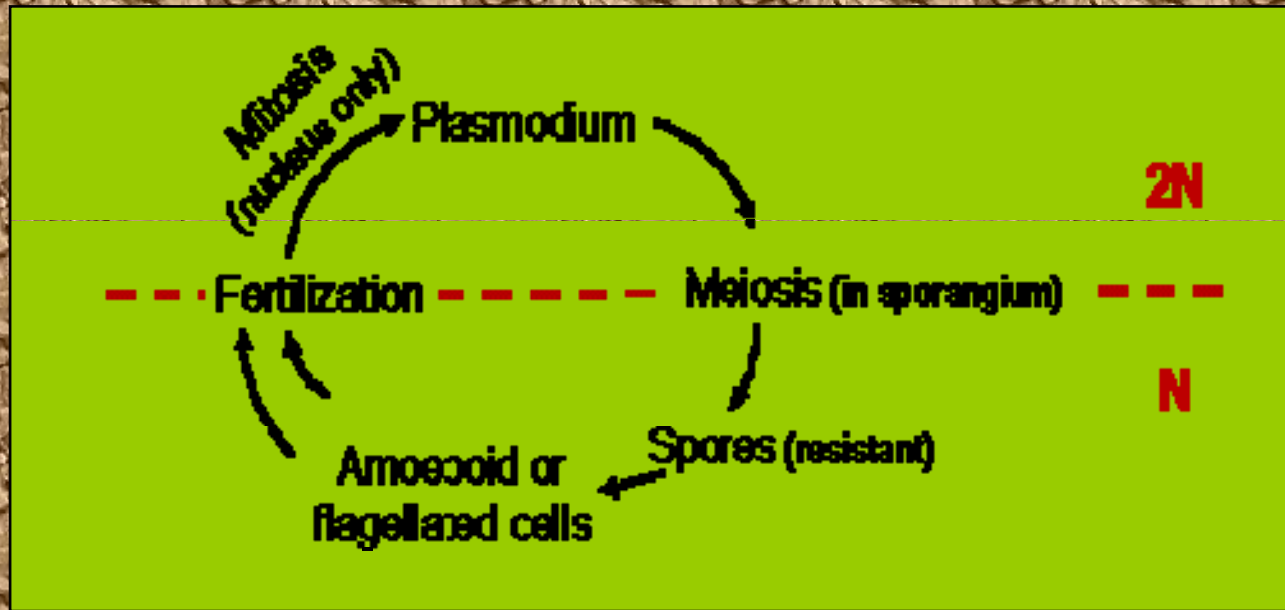 Mitosis
(nucleus only)
Plasmodium
2N
Fertilization
Meiosis (in sporangium)
N
Spores (resistant)
Amoeboid or
flagellated cells